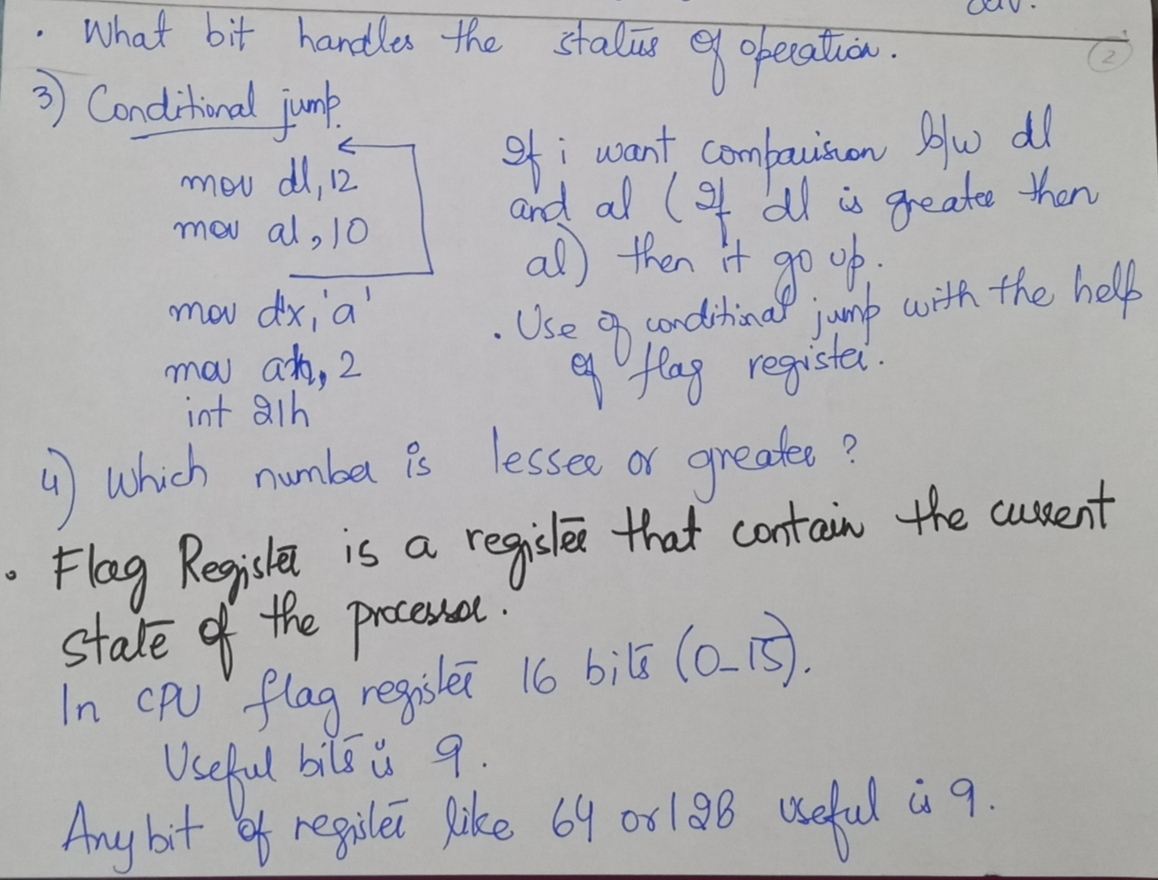 • What bit handles the status of operation.
2
3) Conditional jump.
mov dl, 12
mov al, 10
mov dx, 'a'
mov ah, 2
int 21h
If i want comparision b/w dl
and al (If dl is greater then
al) then it go up.
. Use of conditinal jump with the help
of flag register.
4) Which number is lesser or greater ?
• Flag Register is a register that contain the current
state of the processor.
In CPU flag register 16 bits (0-15).
Useful bits is 9.
Any bit of register like 64 or 128 useful is 9.